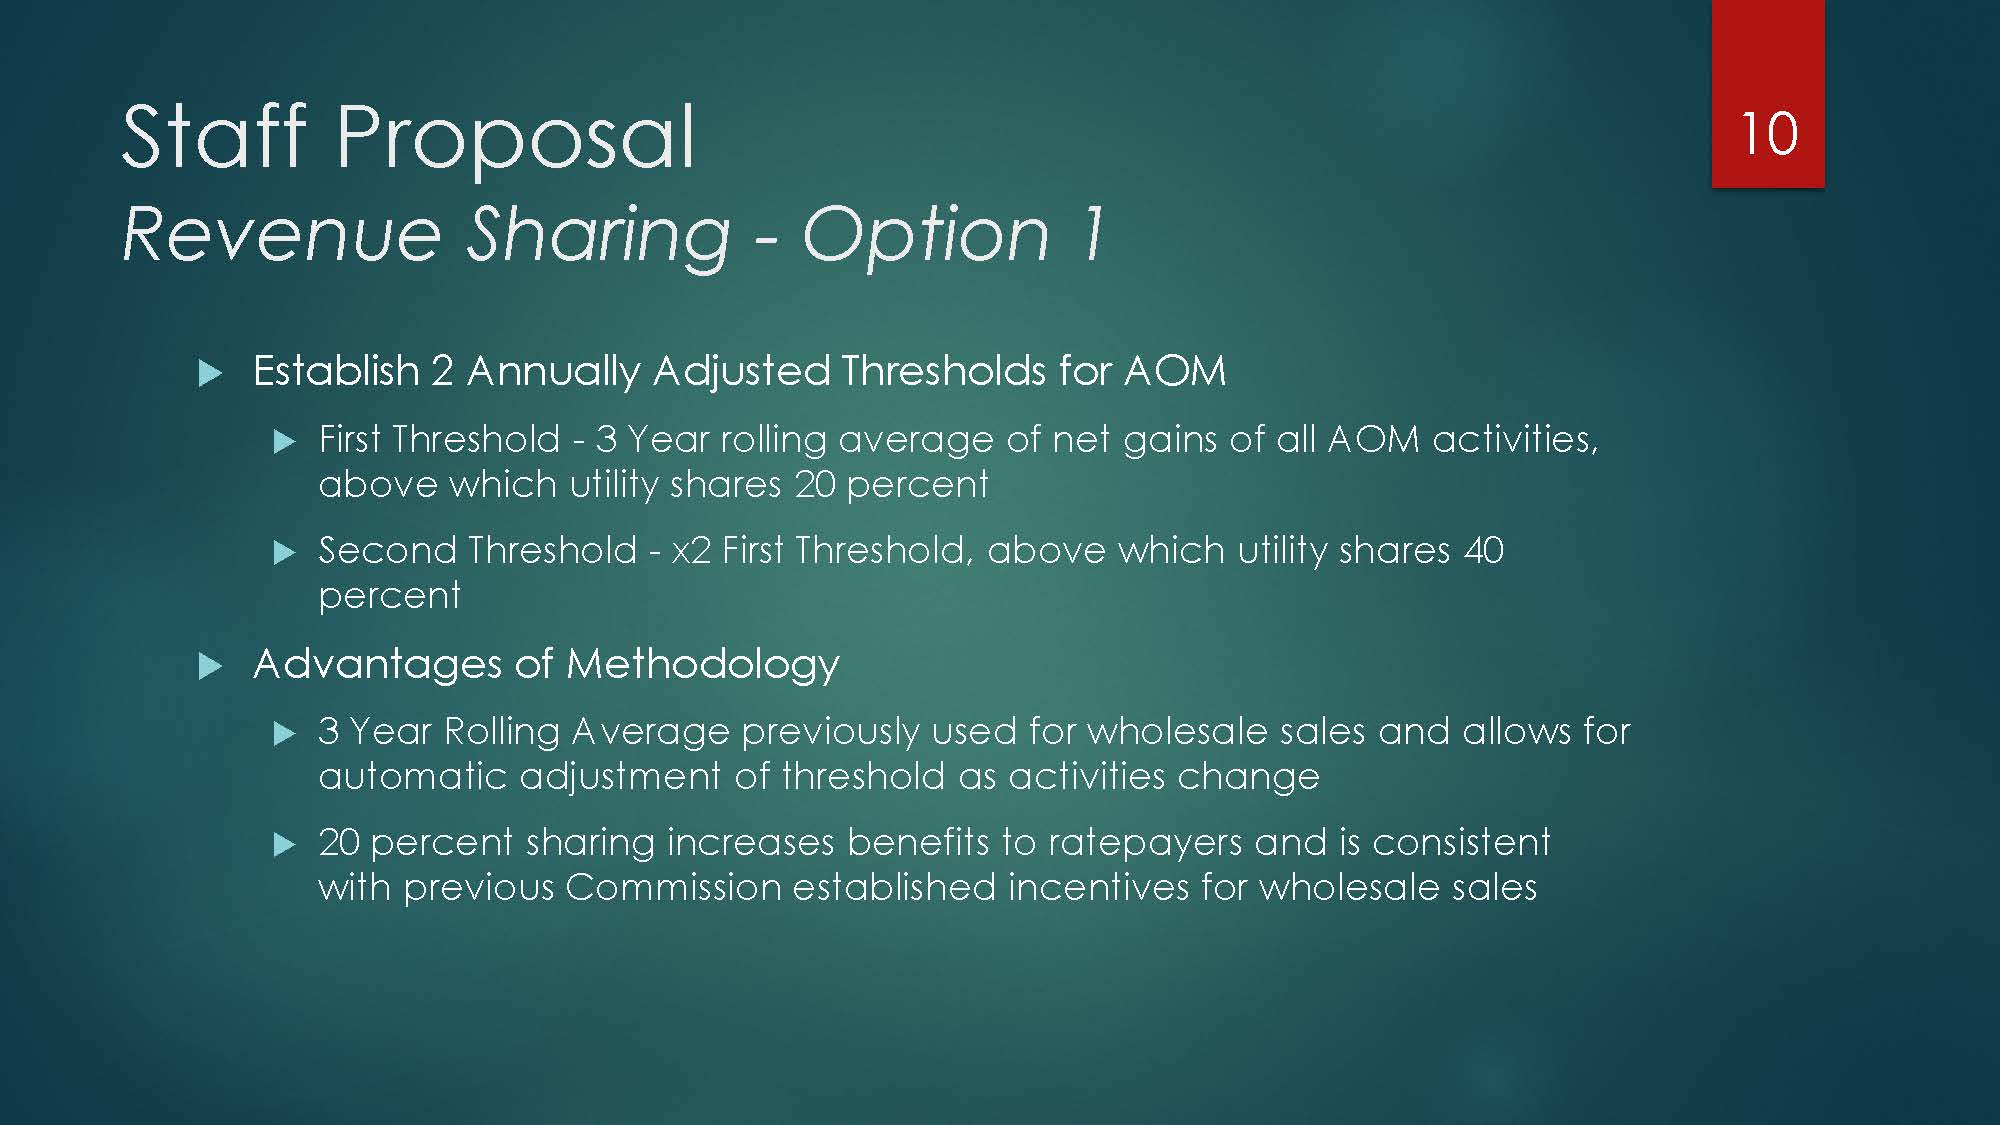 Staff Proposal
10
Revenue Sharing - Option 1
Establish 2 Annually Adjusted Thresholds for AOM
First Threshold - 3 Year rolling average of net gains of all AOM activities,
above which utility shares 20 percent
Second Threshold - x2 First Threshold, above which utility shares 40
percent
Advantages of Methodology
3 Year Rolling Average previously used for wholesale sales and allows for
automatic adjustment of threshold as activities change
20 percent sharing increases benefits to ratepayers and is consistent
with previous Commission established incentives for wholesale sales